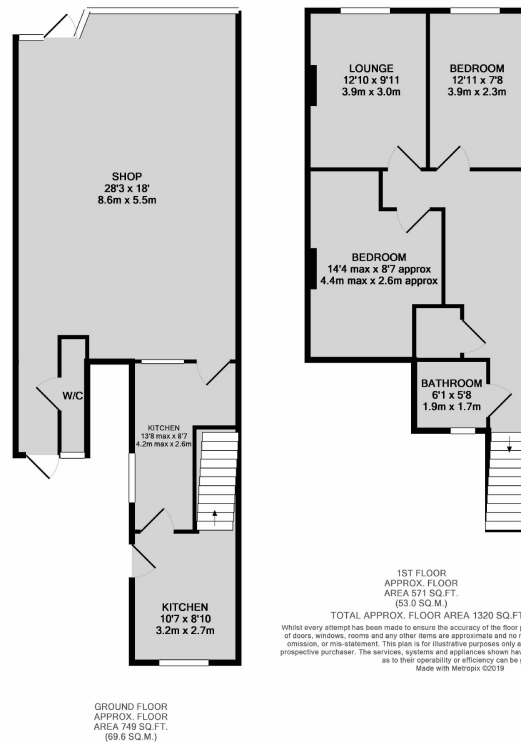 SHOP
28'3 x 18'
8.6m x 5.5m
W/C
KITCHEN
13'8 max x 8'7
4.2m max x 2.6m
KITCHEN
10'7 x 8'10
3.2m x 2.7m
GROUND FLOOR
APPROX. FLOOR
AREA 749 SQ.FT.
(69.6 SQ.M.)
LOUNGE
12'10 x 9'11
3.9m x 3.0m
BEDROOM
12'11 x 7'8
3.9m x 2.3m
BEDROOM
14'4 max x 8'7 approx
4.4m max x 2.6m approx
BATHROOM
6'1 x 5'8
1.9m x 1.7m
1ST FLOOR
APPROX. FLOOR
AREA 571 SQ.FT.
(53.0 SQ.M.)
TOTAL APPROX. FLOOR AREA 1320 SQ.FT
Whilst every attempt has been made to ensure the accuracy of the floor
of doors, windows, rooms and any other items are approximate and no
omission, or mis-statement. This plan is for illustrative purposes only
prospective purchaser. The services, systems and appliances shown
as to their operability or efficiency can be
Made with Metropix ©2019